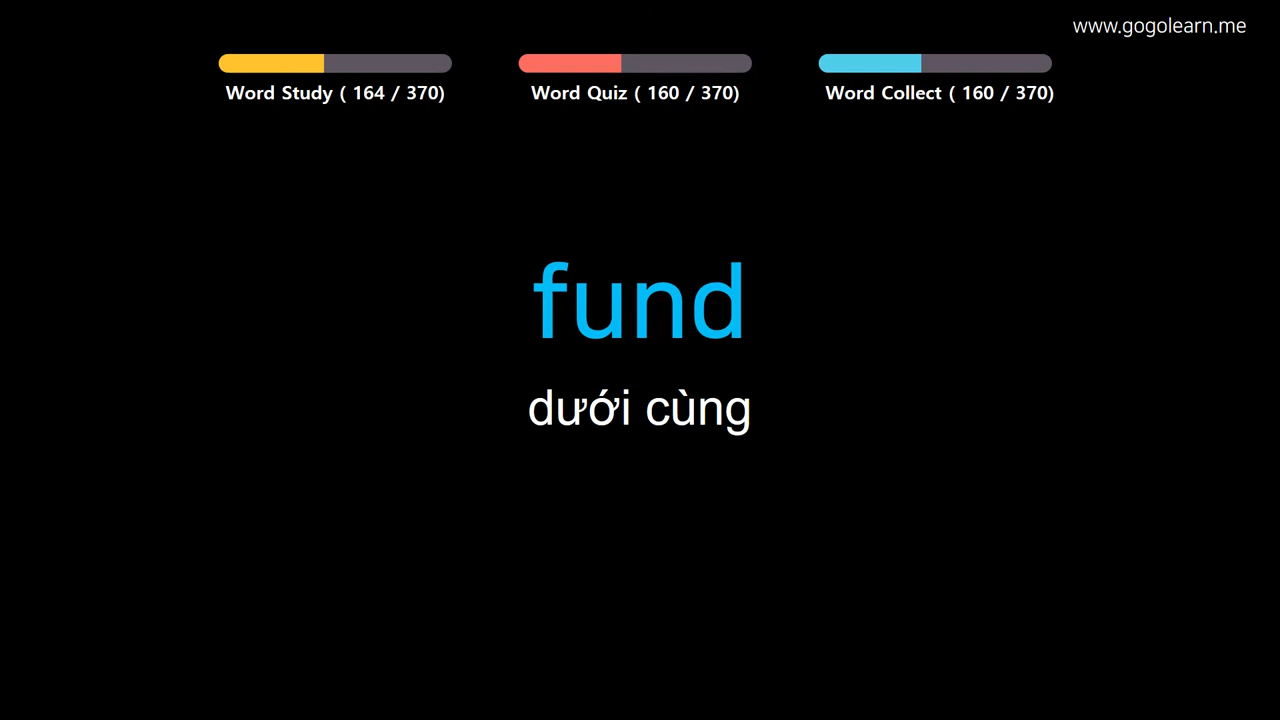 www.gogolearn.me
Word Study ( 164 / 370)
Word Quiz ( 160 / 370)
Word Collect ( 160 / 370)
fund
dưới cùng